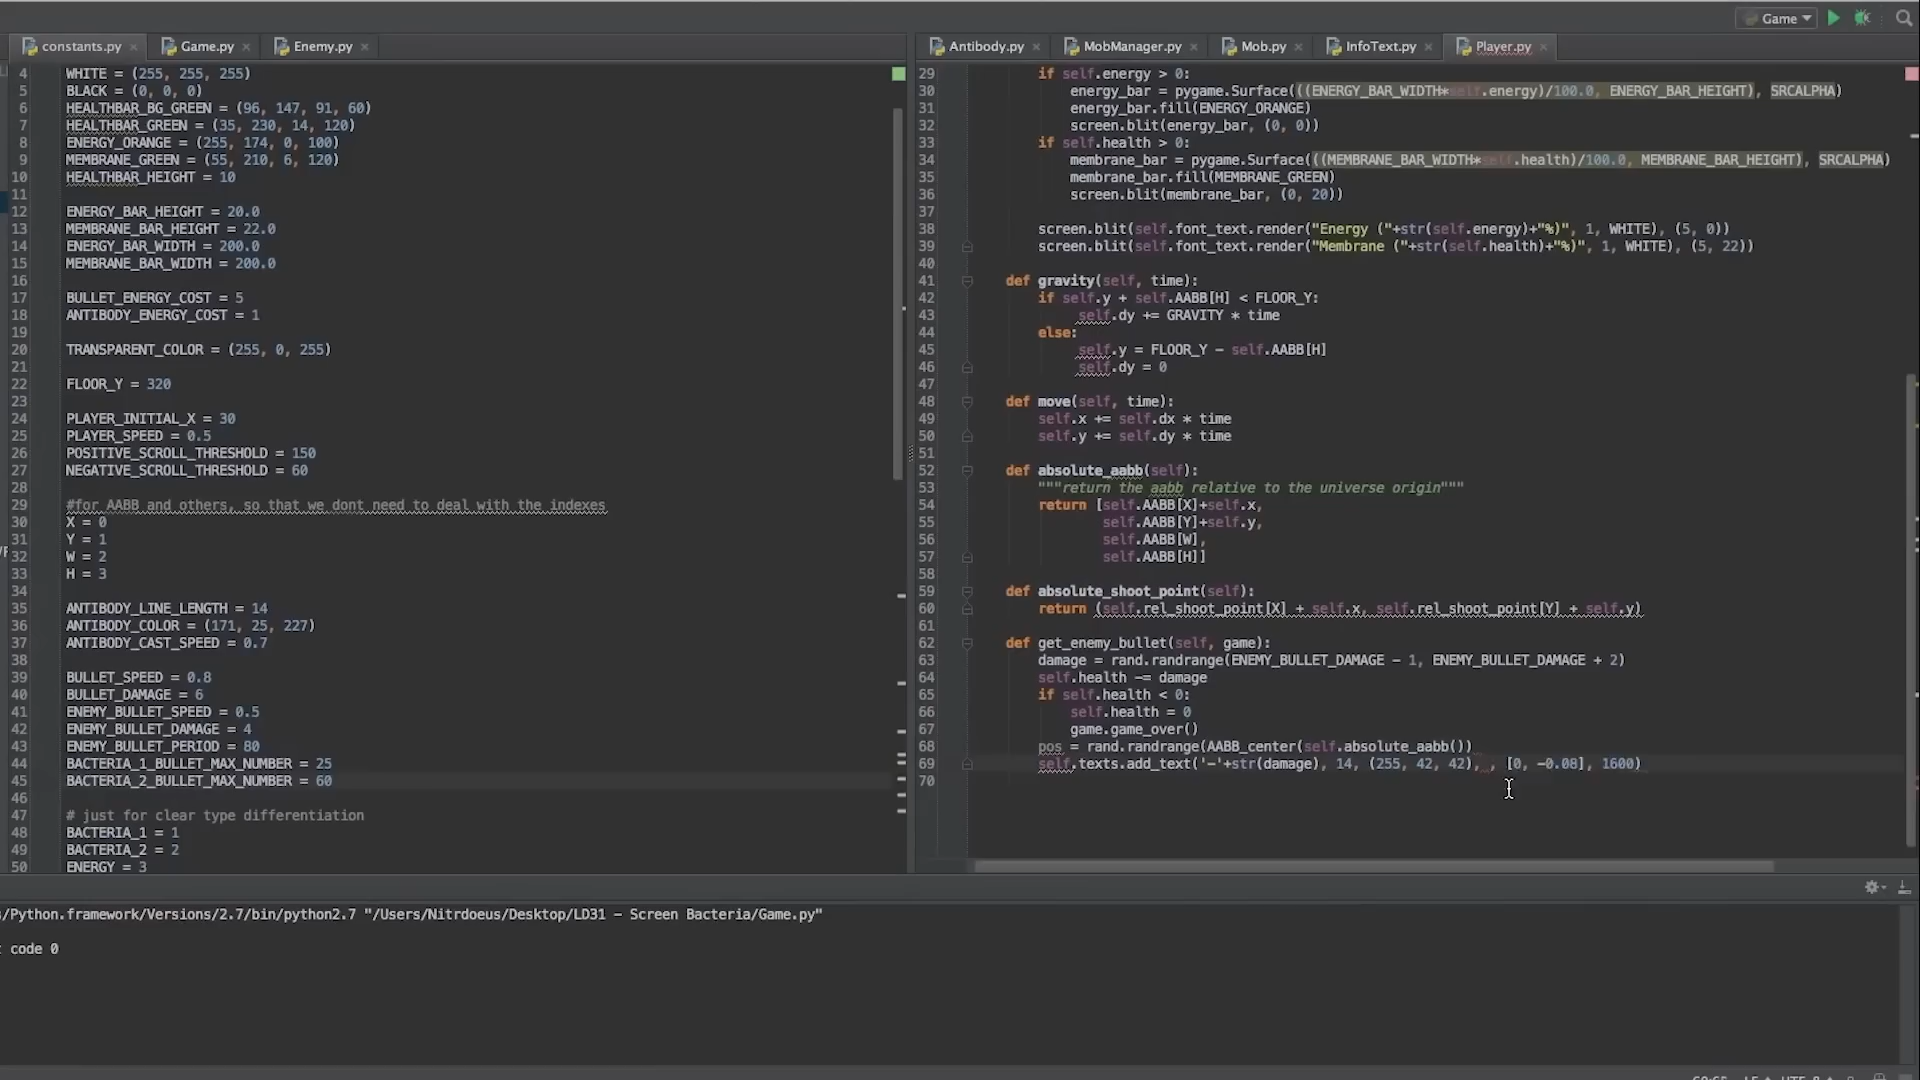 Game
constants.py
Game.py
Enemy.py
Antibody.py
MobManager.py
Mob.py
InfoText.py
Player.py
4 WHITE = (255, 255, 255)
5 BLACK = (0, 0, 0)
6 HEALTHBAR_BG_GREEN = (96, 147, 91, 60)
7 HEALTHBAR_GREEN = (35, 230, 14, 120)
8 ENERGY_ORANGE = (255, 174, 0, 100)
9 MEMBRANE_GREEN = (55, 210, 6, 120)
10 HEALTHBAR_HEIGHT = 10
11
12 ENERGY_BAR_HEIGHT = 20.0
13 MEMBRANE_BAR_HEIGHT = 22.0
14 ENERGY_BAR_WIDTH = 200.0
15 MEMBRANE_BAR_WIDTH = 200.0
16
17 BULLET_ENERGY_COST = 5
18 ANTIBODY_ENERGY_COST = 1
19
20 TRANSPARENT_COLOR = (255, 0, 255)
21
22 FLOOR_Y = 320
23
24 PLAYER_INITIAL_X = 30
25 PLAYER_SPEED = 0.5
26 POSITIVE_SCROLL_THRESHOLD = 150
27 NEGATIVE_SCROLL_THRESHOLD = 60
28
29 #for AABB and others, so that we dont need to deal with the indexes
30 X = 0
31 Y = 1
32 W = 2
33 H = 3
34
35 ANTIBODY_LINE_LENGTH = 14
36 ANTIBODY_COLOR = (171, 25, 227)
37 ANTIBODY_CAST_SPEED = 0.7
38
39 BULLET_SPEED = 0.8
40 BULLET_DAMAGE = 6
41 ENEMY_BULLET_SPEED = 0.5
42 ENEMY_BULLET_DAMAGE = 4
43 ENEMY_BULLET_PERIOD = 80
44 BACTERIA_1_BULLET_MAX_NUMBER = 25
45 BACTERIA_2_BULLET_MAX_NUMBER = 60
46
47 # just for clear type differentiation
48 BACTERIA_1 = 1
49 BACTERIA_2 = 2
50 ENERGY = 3
29 if self.energy > 0:
30 energy_bar = pygame.Surface(((ENERGY_BAR_WIDTH*self.energy)/100.0, ENERGY_BAR_HEIGHT), SRCALPHA)
31 energy_bar.fill(ENERGY_ORANGE)
32 screen.blit(energy_bar, (0, 0))
33 if self.health > 0:
34 membrane_bar = pygame.Surface(((MEMBRANE_BAR_WIDTH*self.health)/100.0, MEMBRANE_BAR_HEIGHT), SRCALPHA)
35 membrane_bar.fill(MEMBRANE_GREEN)
36 screen.blit(membrane_bar, (0, 20))
37
38 screen.blit(self.font_text.render("Energy ("+str(self.energy)+"%)", 1, WHITE), (5, 0))
39 screen.blit(self.font_text.render("Membrane ("+str(self.health)+"%)", 1, WHITE), (5, 22))
40
41 def gravity(self, time):
42 if self.y + self.AABB[H] < FLOOR_Y:
43 self.dy += GRAVITY * time
44 else:
45 self.y = FLOOR_Y - self.AABB[H]
46 self.dy = 0
47
48 def move(self, time):
49 self.x += self.dx * time
50 self.y += self.dy * time
51
52 def absolute_aabb(self):
53 """return the aabb relative to the universe origin"""
54 return [self.AABB[X]+self.x,
55 self.AABB[Y]+self.y,
56 self.AABB[W],
57 self.AABB[H]]
58
59 def absolute_shoot_point(self):
60 return (self.rel_shoot_point[X] + self.x, self.rel_shoot_point[Y] + self.y)
61
62 def get_enemy_bullet(self, game):
63 damage = rand.randrange(ENEMY_BULLET_DAMAGE - 1, ENEMY_BULLET_DAMAGE + 2)
64 self.health -= damage
65 if self.health < 0:
66 self.health = 0
67 game.game_over()
68 pos = rand.randrange(AABB_center(self.absolute_aabb())
69 self.texts.add_text('-'+str(damage), 14, (255, 42, 42), , [0, -0.08], 1600)
70
/Python.framework/Versions/2.7/bin/python2.7 "/Users/Nitrdoeus/Desktop/LD31 - Screen Bacteria/Game.py"
code 0